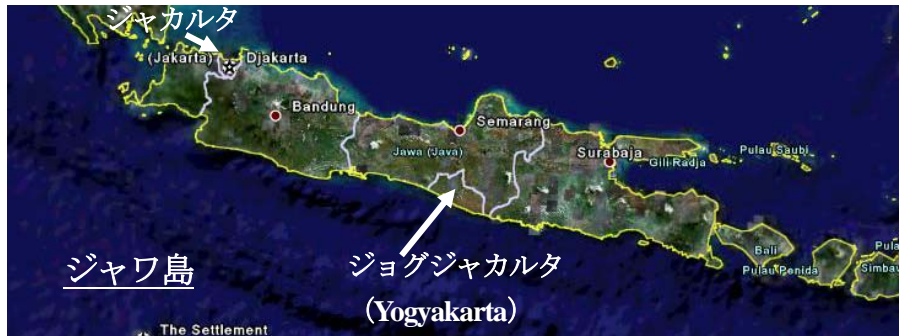 ジャカルタ
(Jakarta) Djakarta
Bandung
Semarang
Jawa (Java)
Surabaja
Gili Radja
Pulau Saubi
ジャワ島
ジョグジャカルタ
(Yogyakarta)
Bali
Pulau Penida
Pula
Simbav
The Settlement